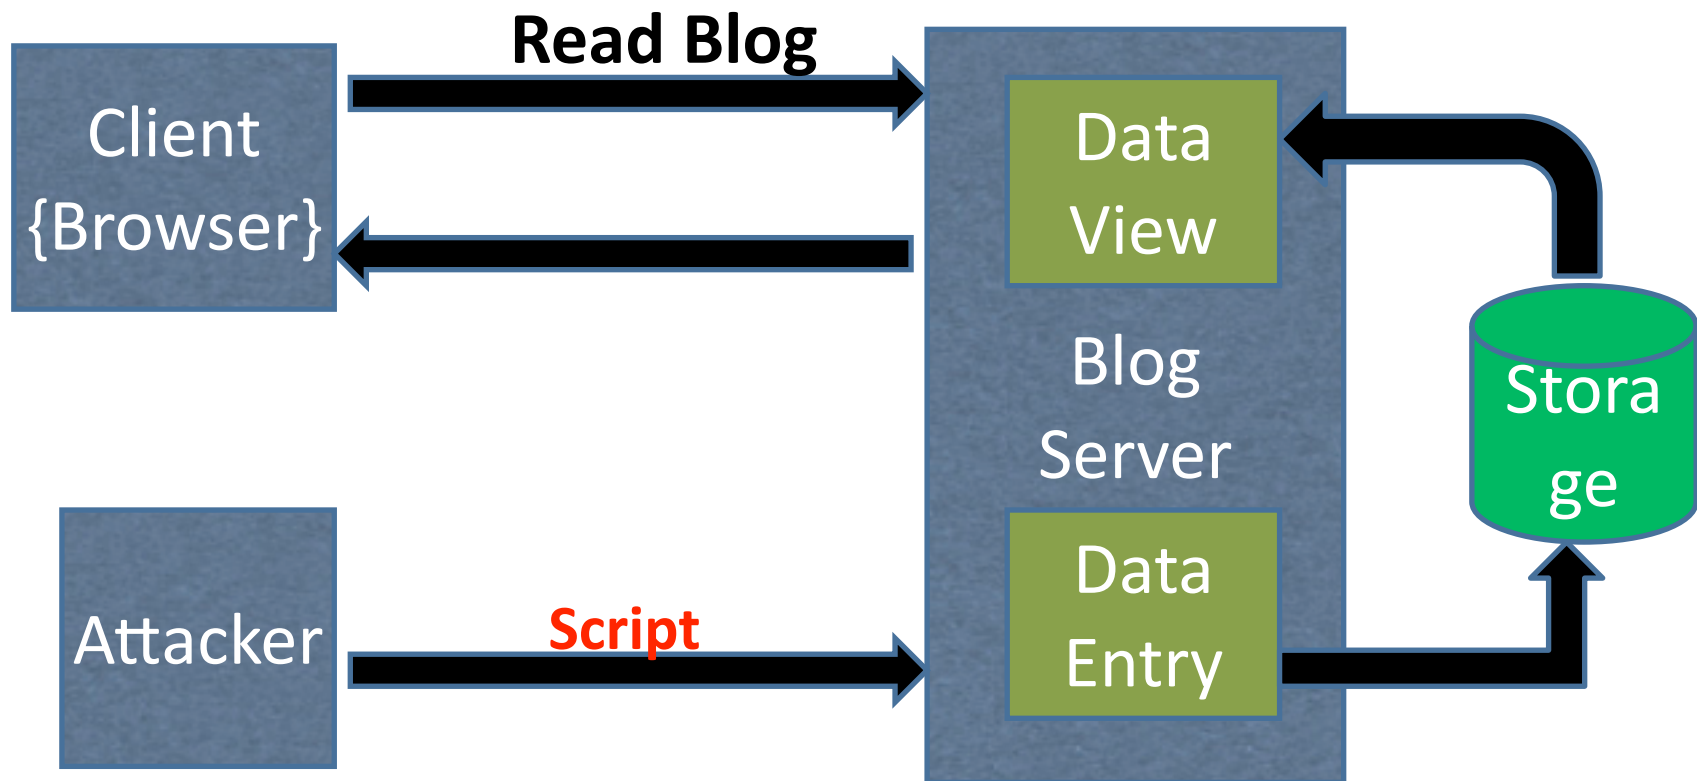 Read Blog
Client
{Browser}
Data
View
Blog
Server
Stora
ge
Attacker
Script
Data
Entry